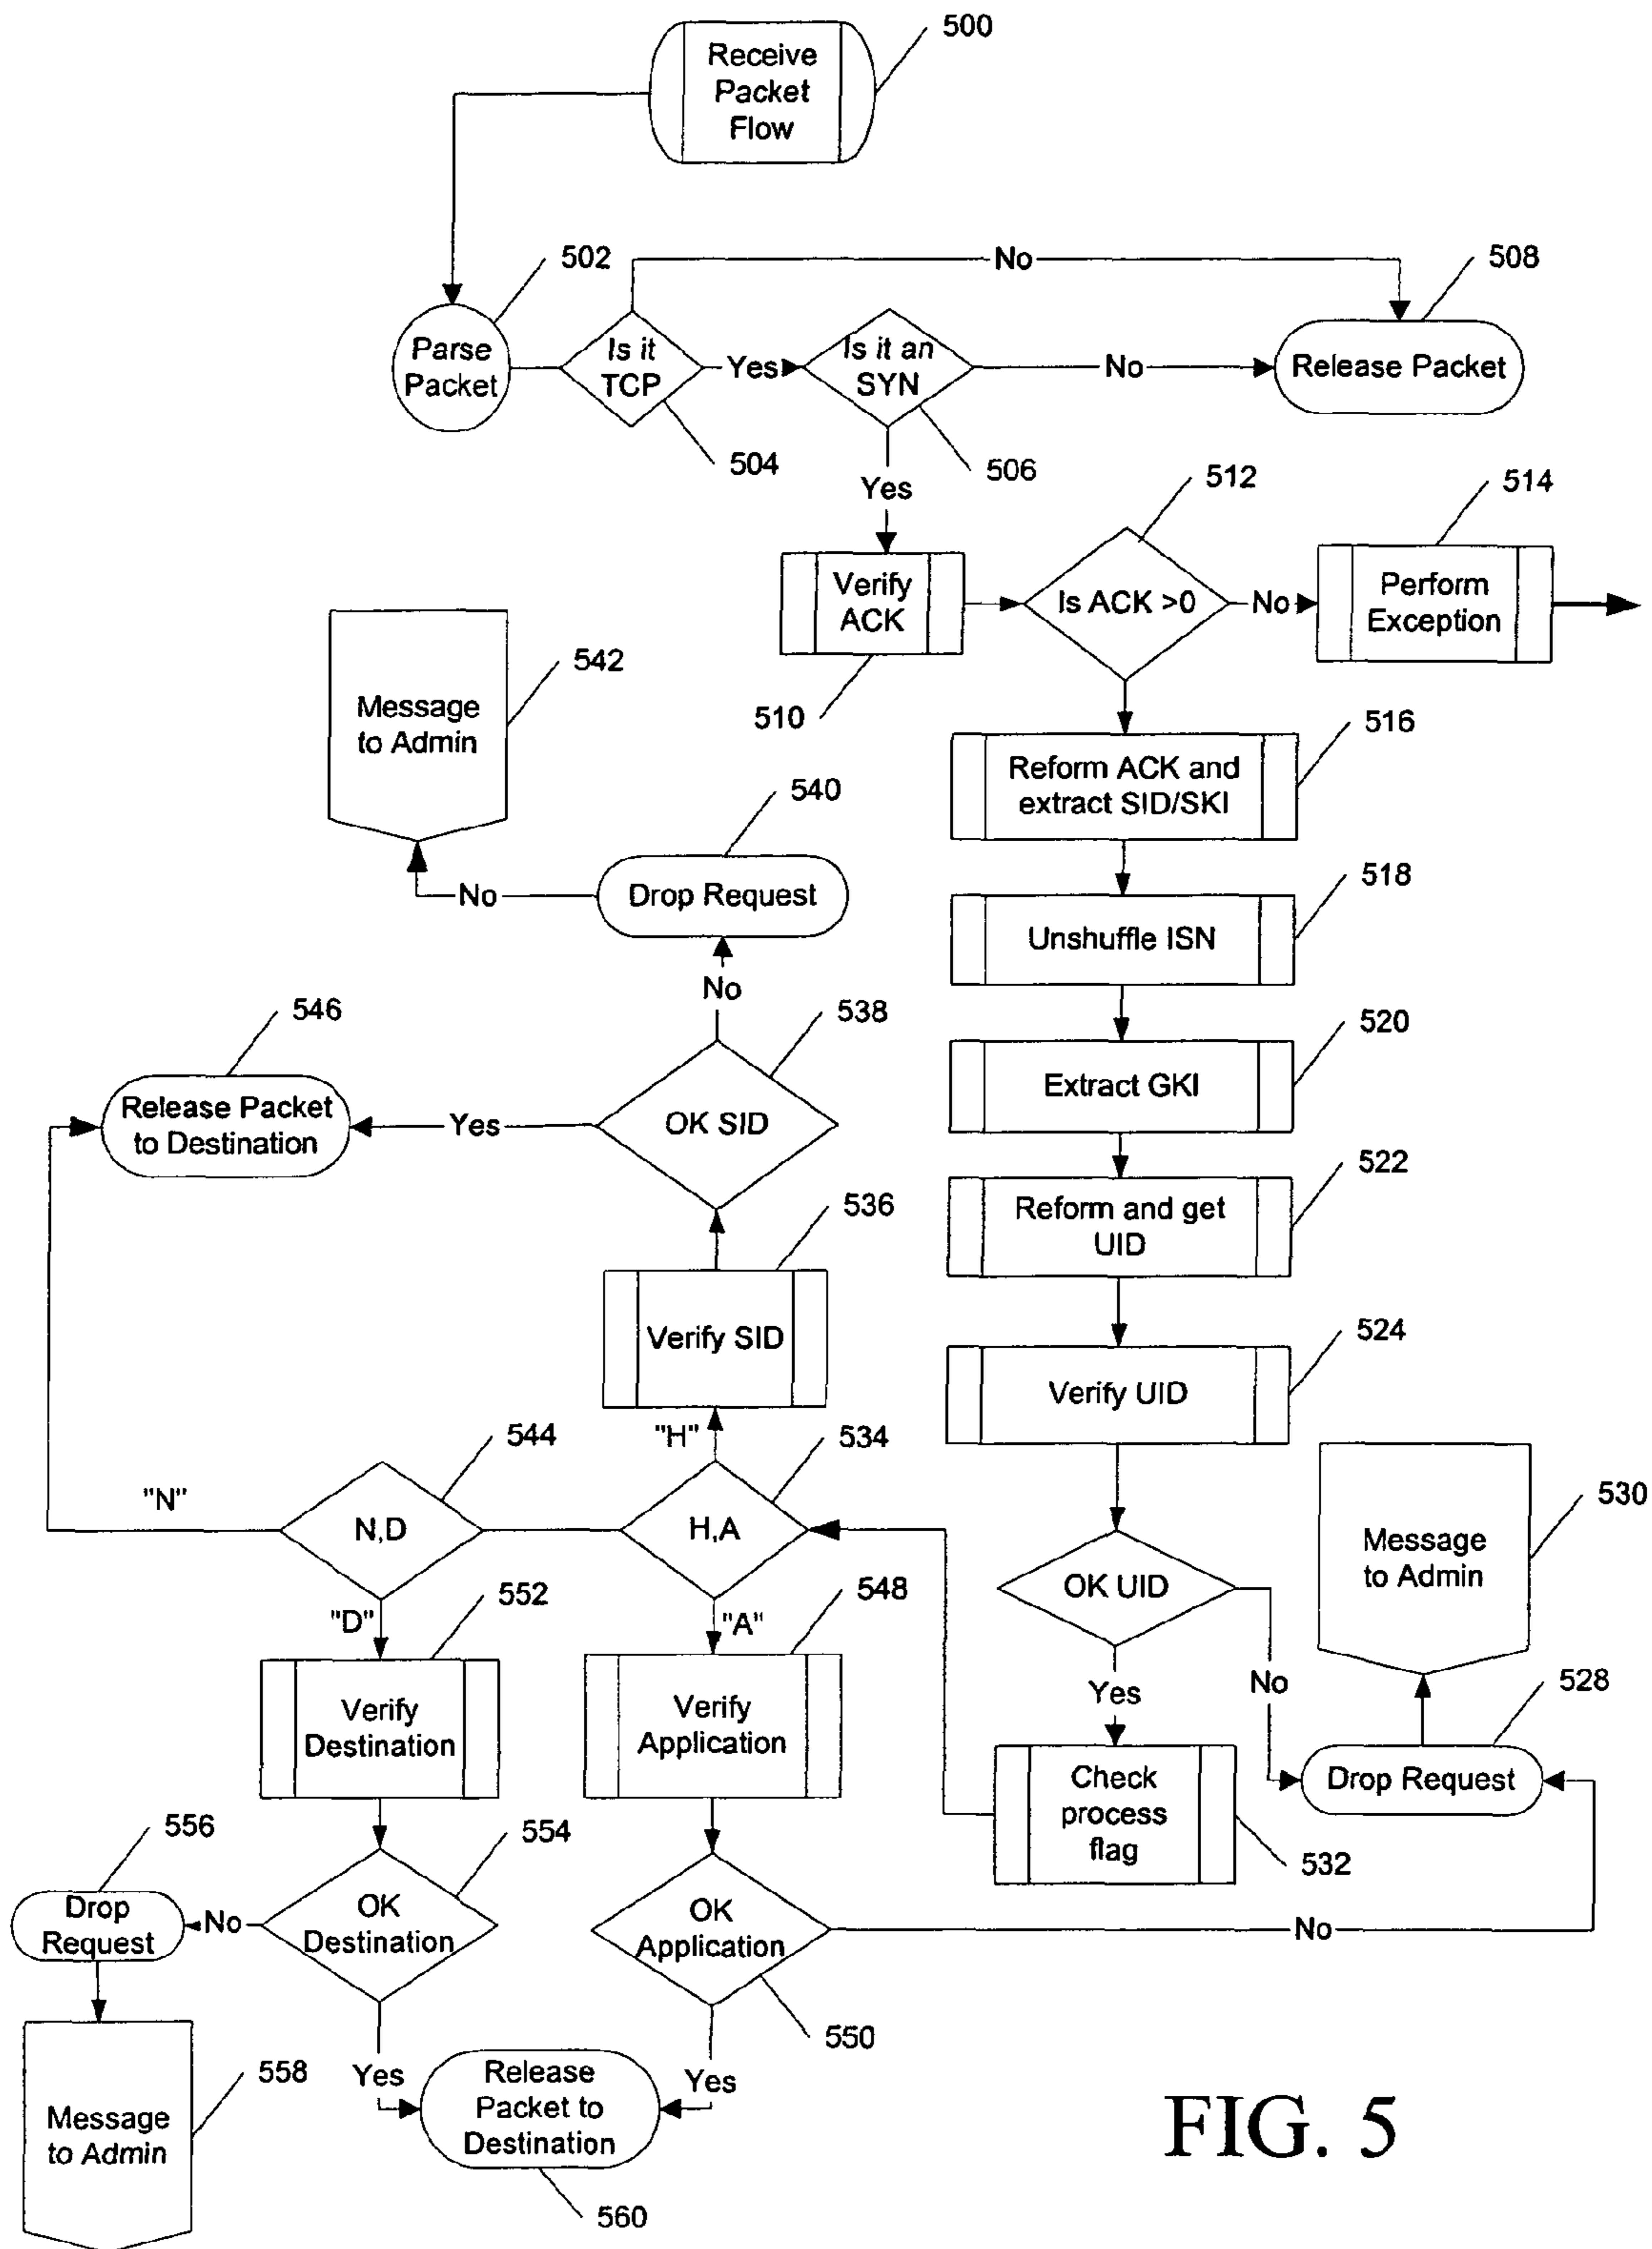 500
Receive
Packet
Flow
502
No
508
Parse
Packet
Is it
TCP
Yes
Is it an
SYN
No
Release Packet
504
506
Yes
512
514
Verify
ACK
Is ACK >0
No
Perform
Exception
542
Message
to Admin
510
516
Reform ACK and
extract SID/SKI
540
518
No
Drop Request
Unshuffle ISN
No
546
538
520
Release Packet
to Destination
Yes
OK SID
Extract GKI
522
536
Reform and get
UID
Verify SID
524
Verify UID
544
"H"
534
"N"
N,D
H,A
530
Message
to Admin
OK UID
"D"
552
"A"
548
Yes
No
528
Verify
Destination
Verify
Application
Check
process
flag
Drop Request
556
554
532
Drop
Request
No
OK
Destination
OK
Application
No
550
558
Yes
Yes
Release
Packet to
Destination
Message
to Admin
560
FIG. 5